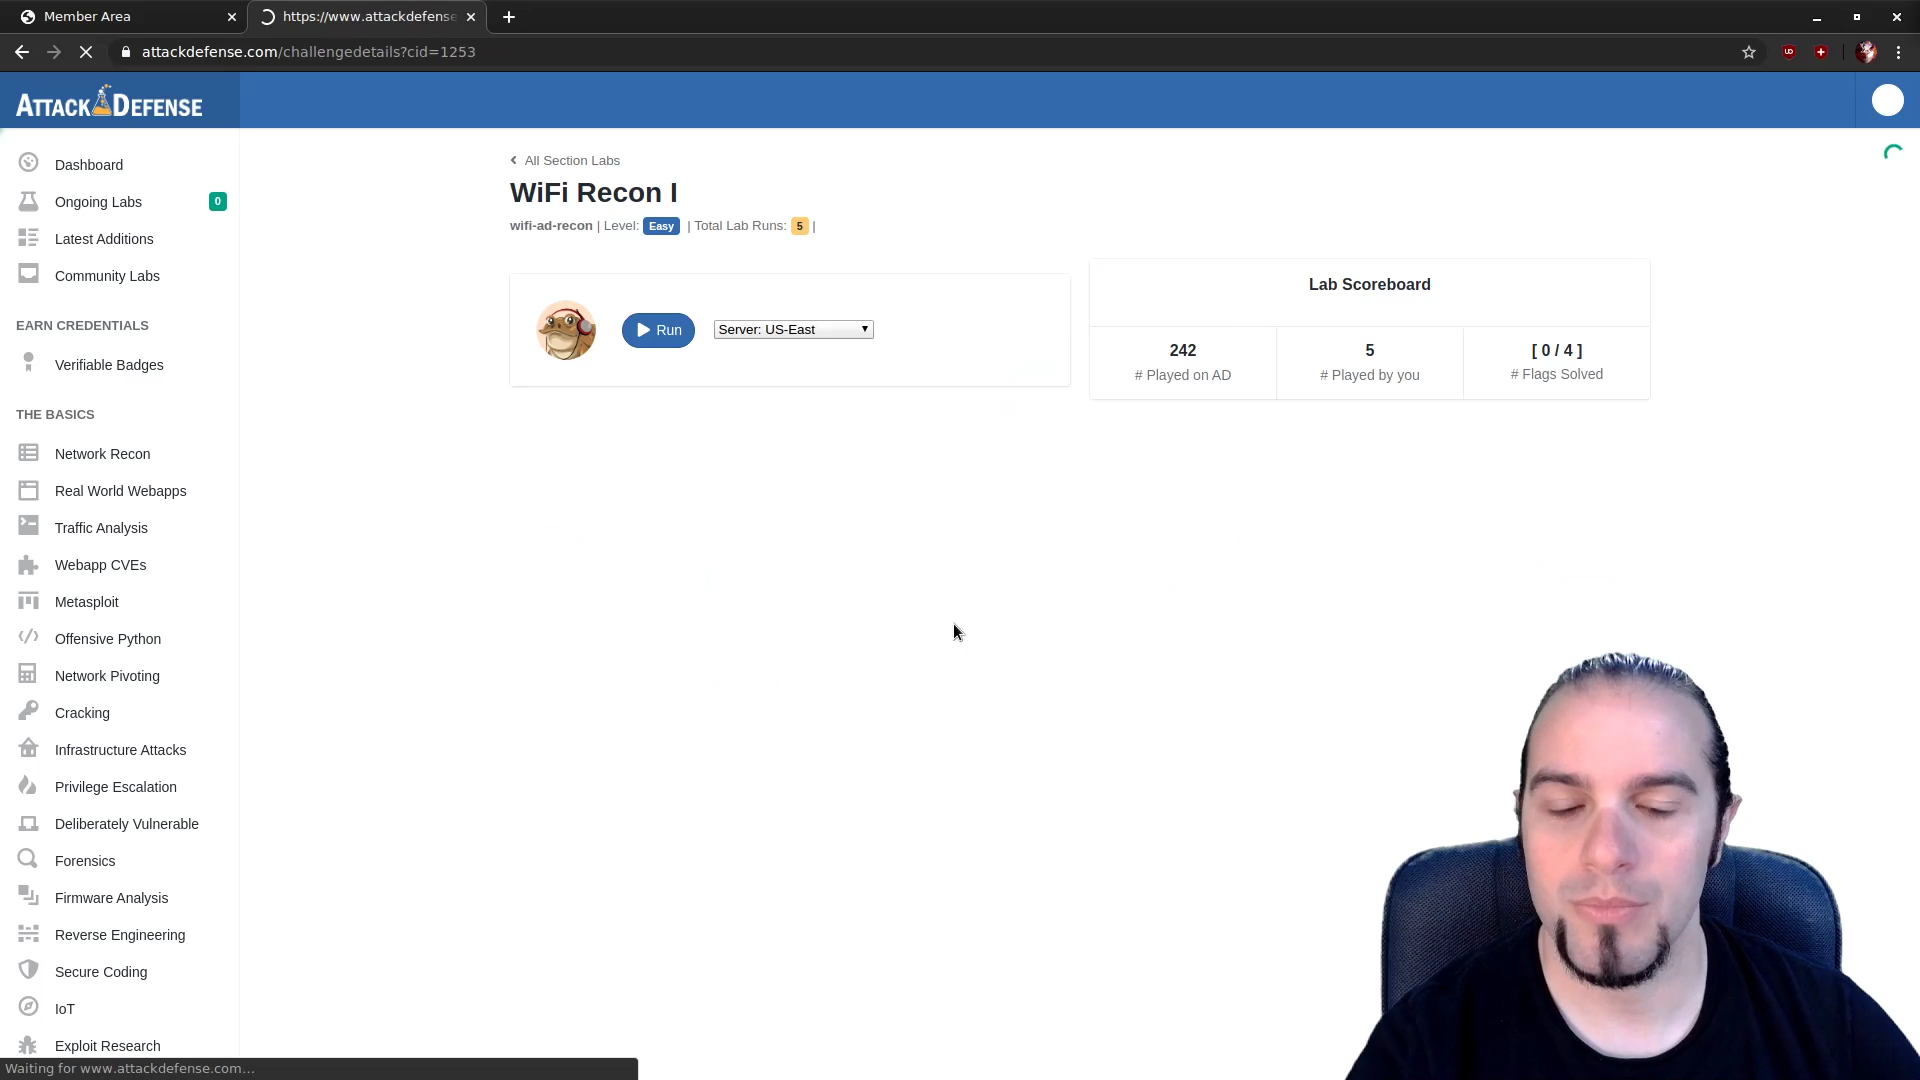 Member Area
https://www.attackdefense
attackdefense.com/challengedetails?cid=1253
ATTACK DEFENSE
Dashboard
Ongoing Labs 0
Latest Additions
Community Labs
EARN CREDENTIALS
Verifiable Badges
THE BASICS
Network Recon
Real World Webapps
Traffic Analysis
Webapp CVEs
Metasploit
Offensive Python
Network Pivoting
Cracking
Infrastructure Attacks
Privilege Escalation
Deliberately Vulnerable
Forensics
Firmware Analysis
Reverse Engineering
Secure Coding
IoT
Exploit Research
All Section Labs
WiFi Recon I
wifi-ad-recon | Level: Easy | Total Lab Runs: 5 |
Run
Server: US-East
Lab Scoreboard
242
# Played on AD
5
# Played by you
[ 0 / 4 ]
# Flags Solved
Waiting for www.attackdefense.com...